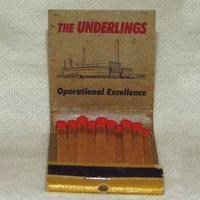 THE UNDERLINGS
Operational Excellence